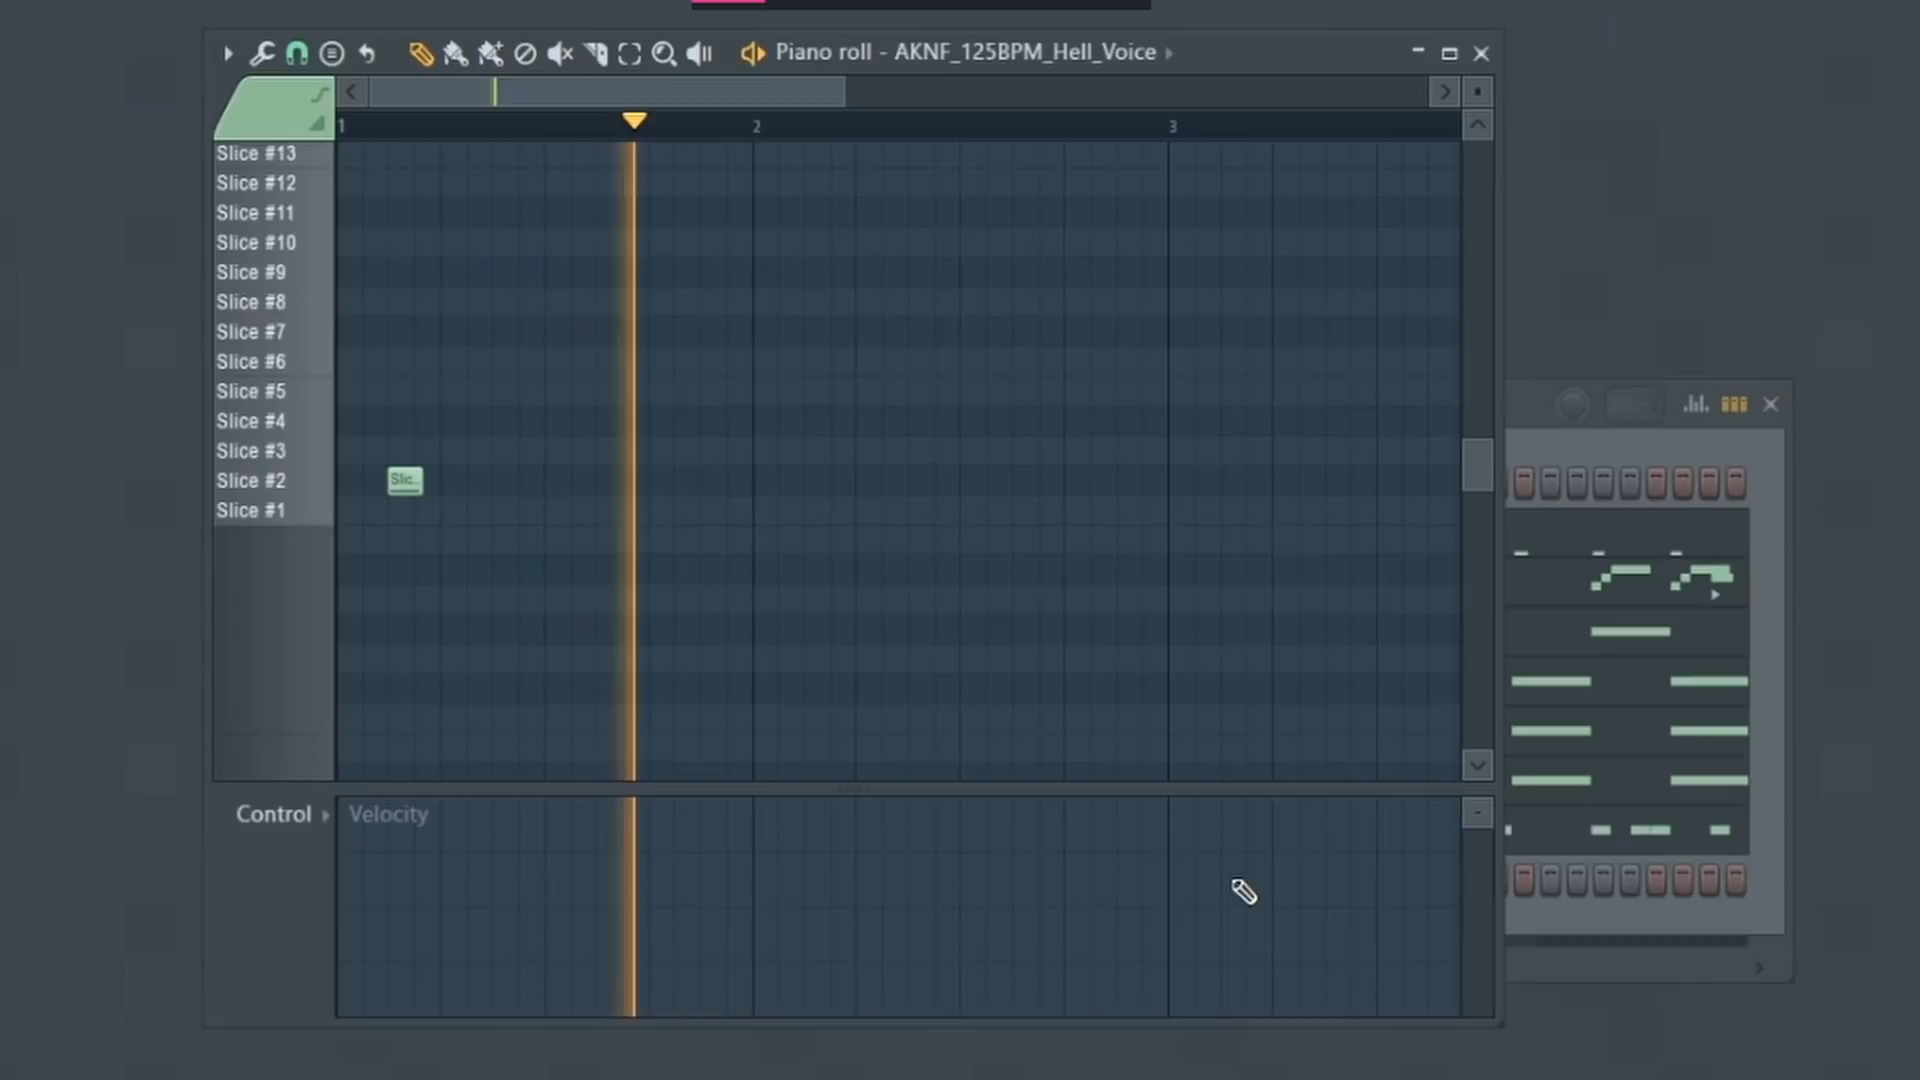 Piano roll - AKNF_125BPM_Hell_Voice
1 2 3
Slice #13
Slice #12
Slice #11
Slice #10
Slice #9
Slice #8
Slice #7
Slice #6
Slice #5
Slice #4
Slice #3
Slice #2
Slic..
Slice #1
Control
Velocity